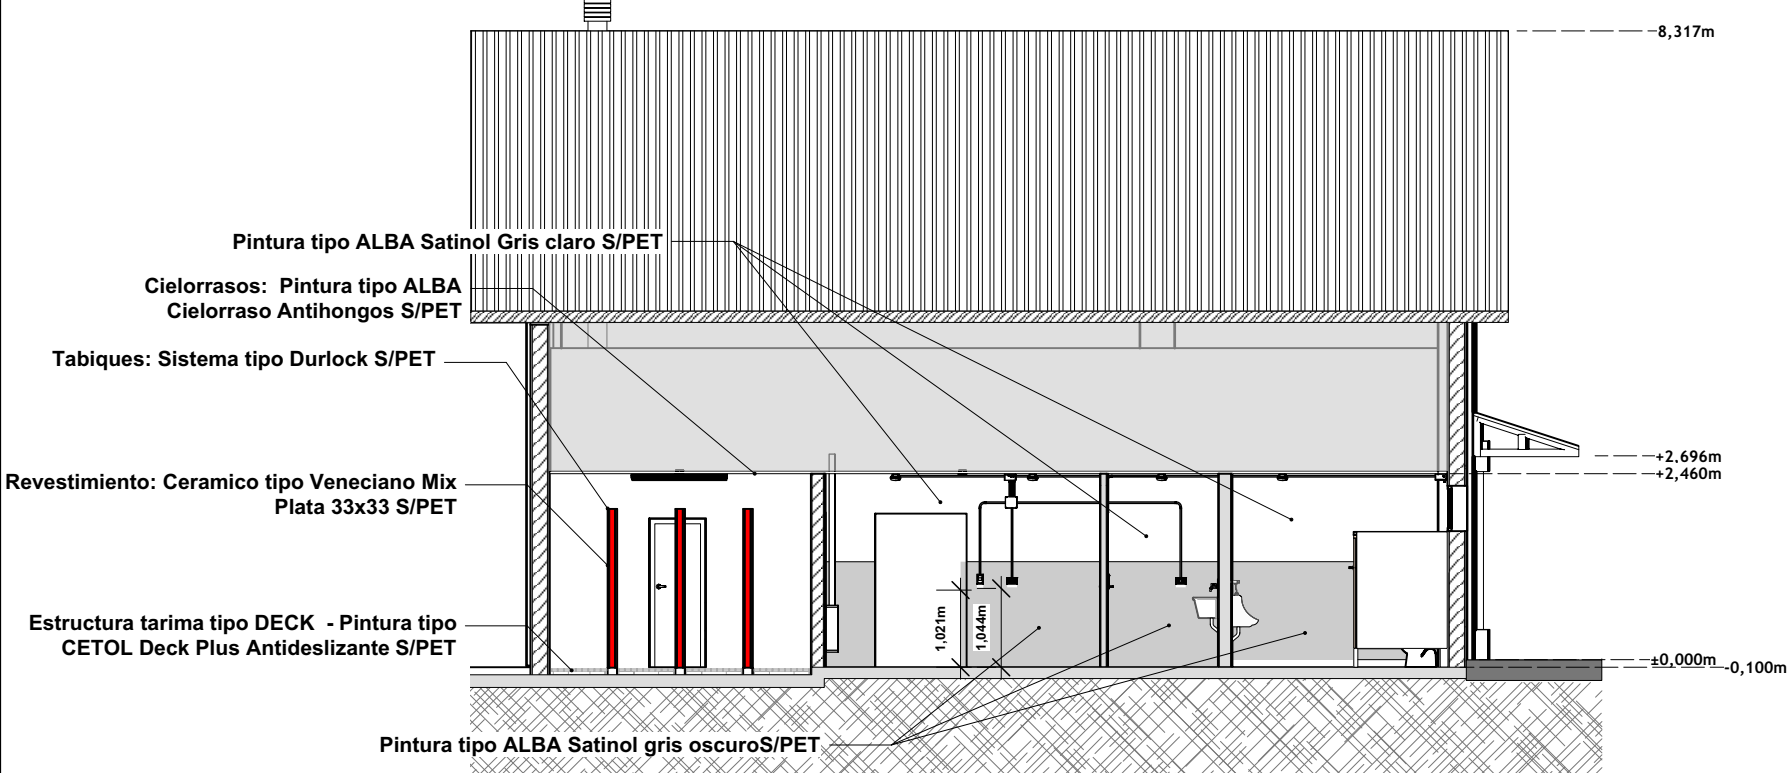 8,317m
Pintura tipo ALBA Satinol Gris claro S/PET
Cielorrasos: Pintura tipo ALBA
Cielorraso Antihongos S/PET
Tabiques: Sistema tipo Durlock S/PET
+2,696m
+2,460m
Revestimiento: Ceramico tipo Veneciano Mix
Plata 33x33 S/PET
1,021m
1,044m
Estructura tarima tipo DECK - Pintura tipo
CETOL Deck Plus Antideslizante S/PET
±0,000m
-0,100m
Pintura tipo ALBA Satinol gris oscuroS/PET